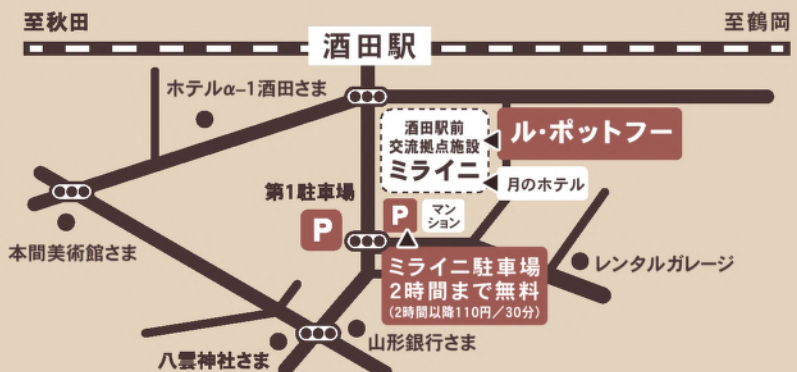 至秋田
至鶴岡
酒田駅
ホテルα-1酒田さま
酒田駅前
交流拠点施設
ミライニ
ル・ポットフー
月のホテル
第1駐車場
P
P
マン
ション
本間美術館さま
ミライニ駐車場
2時間まで無料
(2時間以降110円/30分)
レンタルガレージ
八雲神社さま
山形銀行さま